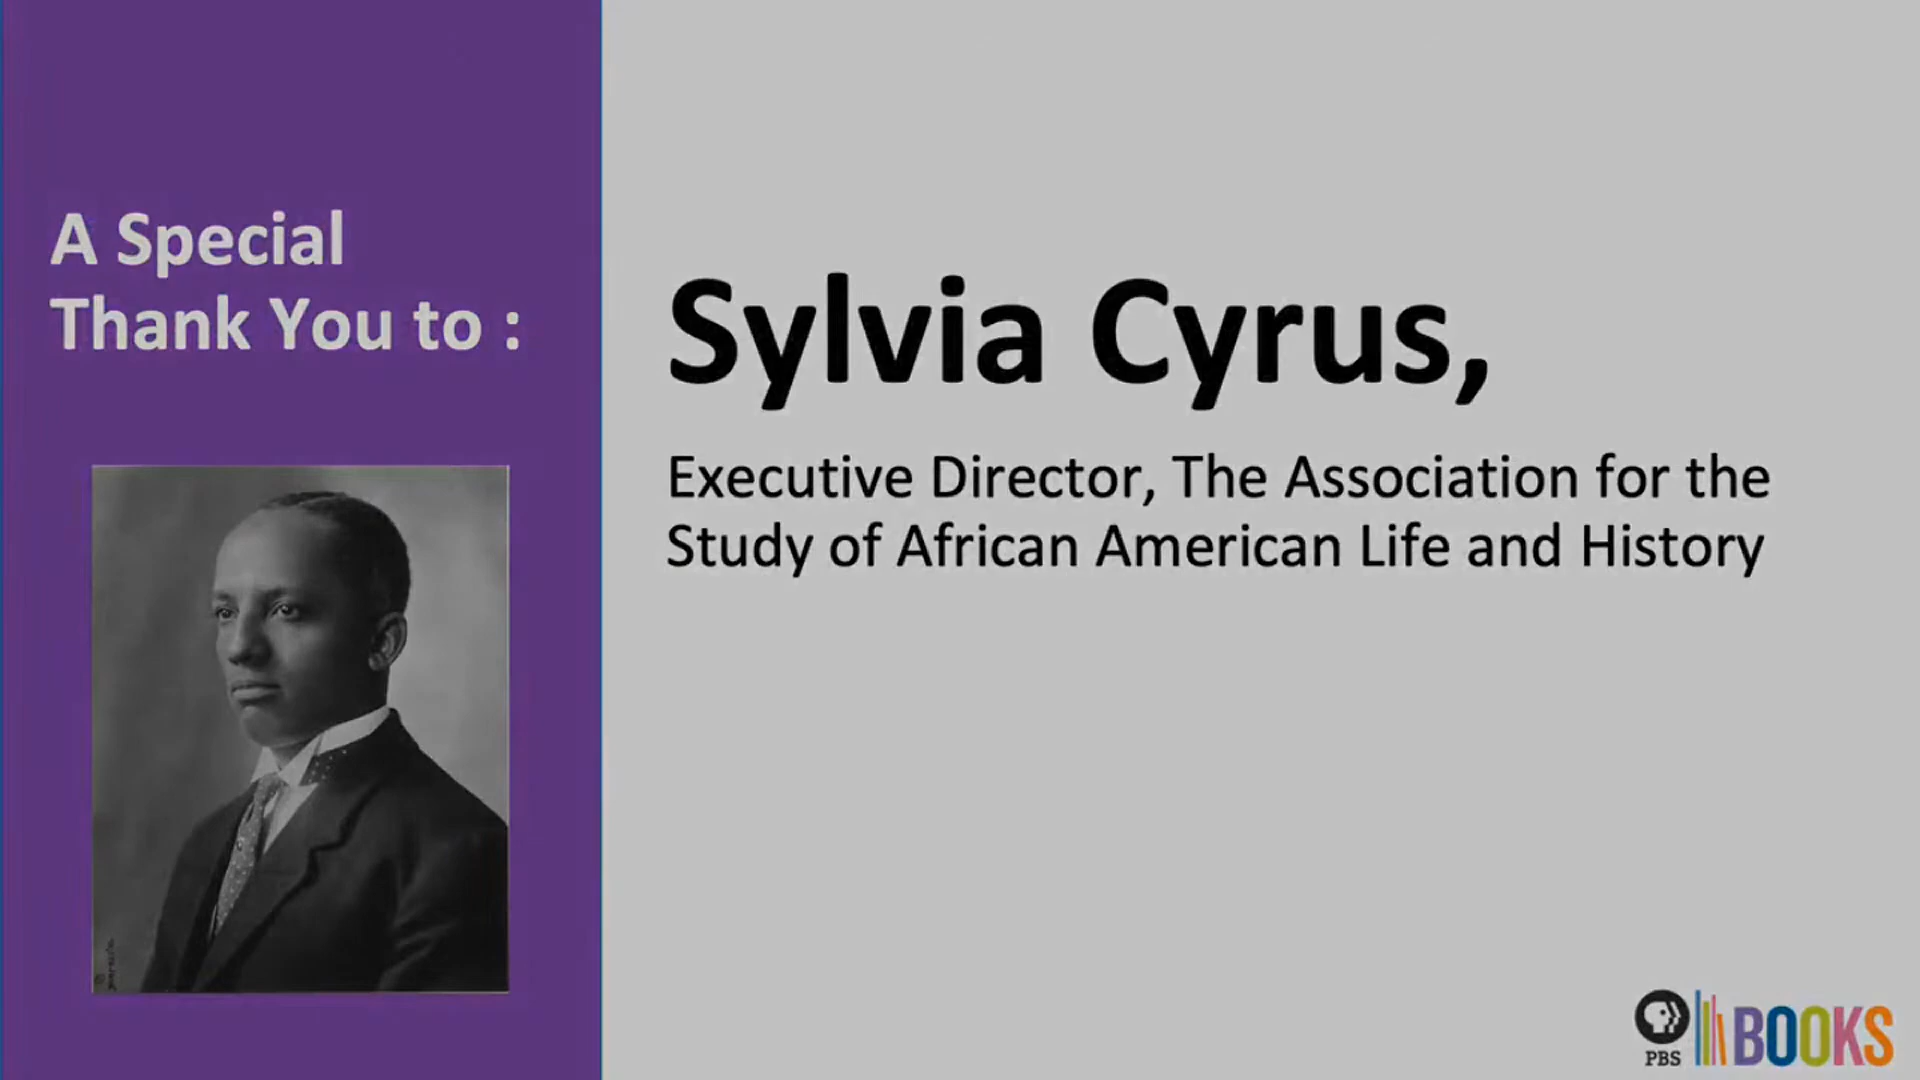 A Special
Thank You to :
Sylvia Cyrus,
Executive Director, The Association for the
Study of African American Life and History
PBS
BOOKS